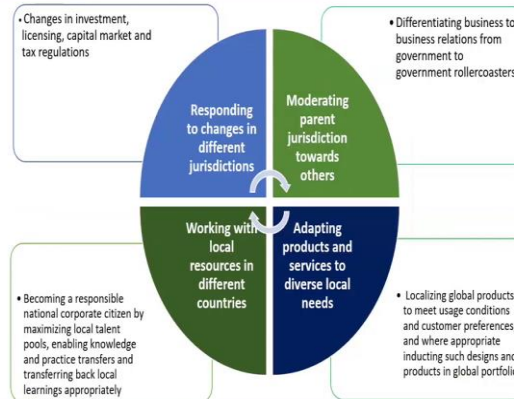 • Changes in investment,
licensing, capital market and
tax regulations
• Differentiating business to
business relations from
government to
government rollercoasters
Responding
to changes in
different
jurisdictions
Moderating
parent
jurisdiction
towards
others
Working with
local
resources in
different
countries
Adapting
products and
services to
diverse local
needs
• Becoming a responsible
national corporate citizen by
maximizing local talent
pools, enabling knowledge
and practice transfers and
transferring back local
learnings appropriately
• Localizing global products
to meet usage conditions
and customer preferences
and where appropriate
inducting such designs and
products in global portfolio